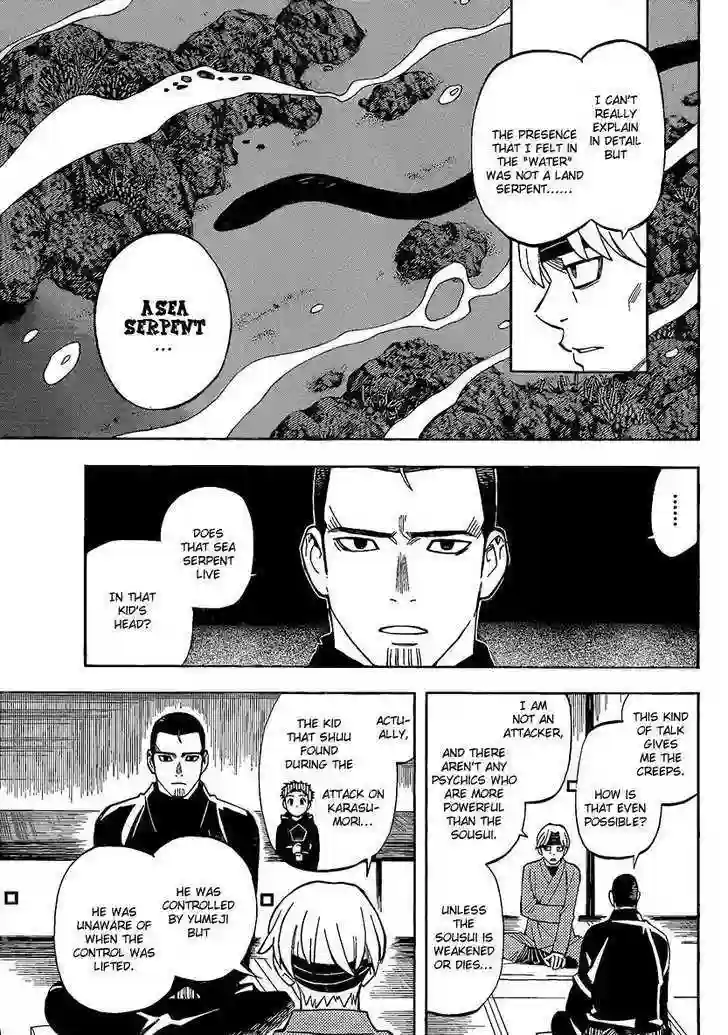 I CAN'T
REALLY
EXPLAIN
IN DETAIL
BUT
THE PRESENCE
THAT I FELT
IN THE
"WATER"
WAS NOT A LAND
SERPENT......
A SEA
SERPENT
...
........
DOES
THAT SEA
SERPENT
LIVE
IN THAT
KID'S
HEAD?
THIS KIND
OF TALK
GIVES
ME THE
CREEPS.
HOW IS
THAT EVEN
POSSIBLE?
I AM
NOT AN
ATTACKER,
AND THERE
AREN'T ANY
PSYCHICS WHO
ARE MORE
POWERFUL
THAN THE
SOUSUI.
UNLESS
THE SOUSUI IS
WEAKENED
OR DIES...
ACTU-
ALLY,
THE KID
THAT SHUU
FOUND
DURING THE
ATTACK ON
KARASU-
MORI...
HE WAS
CONTROLLED
BY YUMEJI
BUT
HE WAS
UNAWARE OF
WHEN THE
CONTROL WAS
LIFTED.